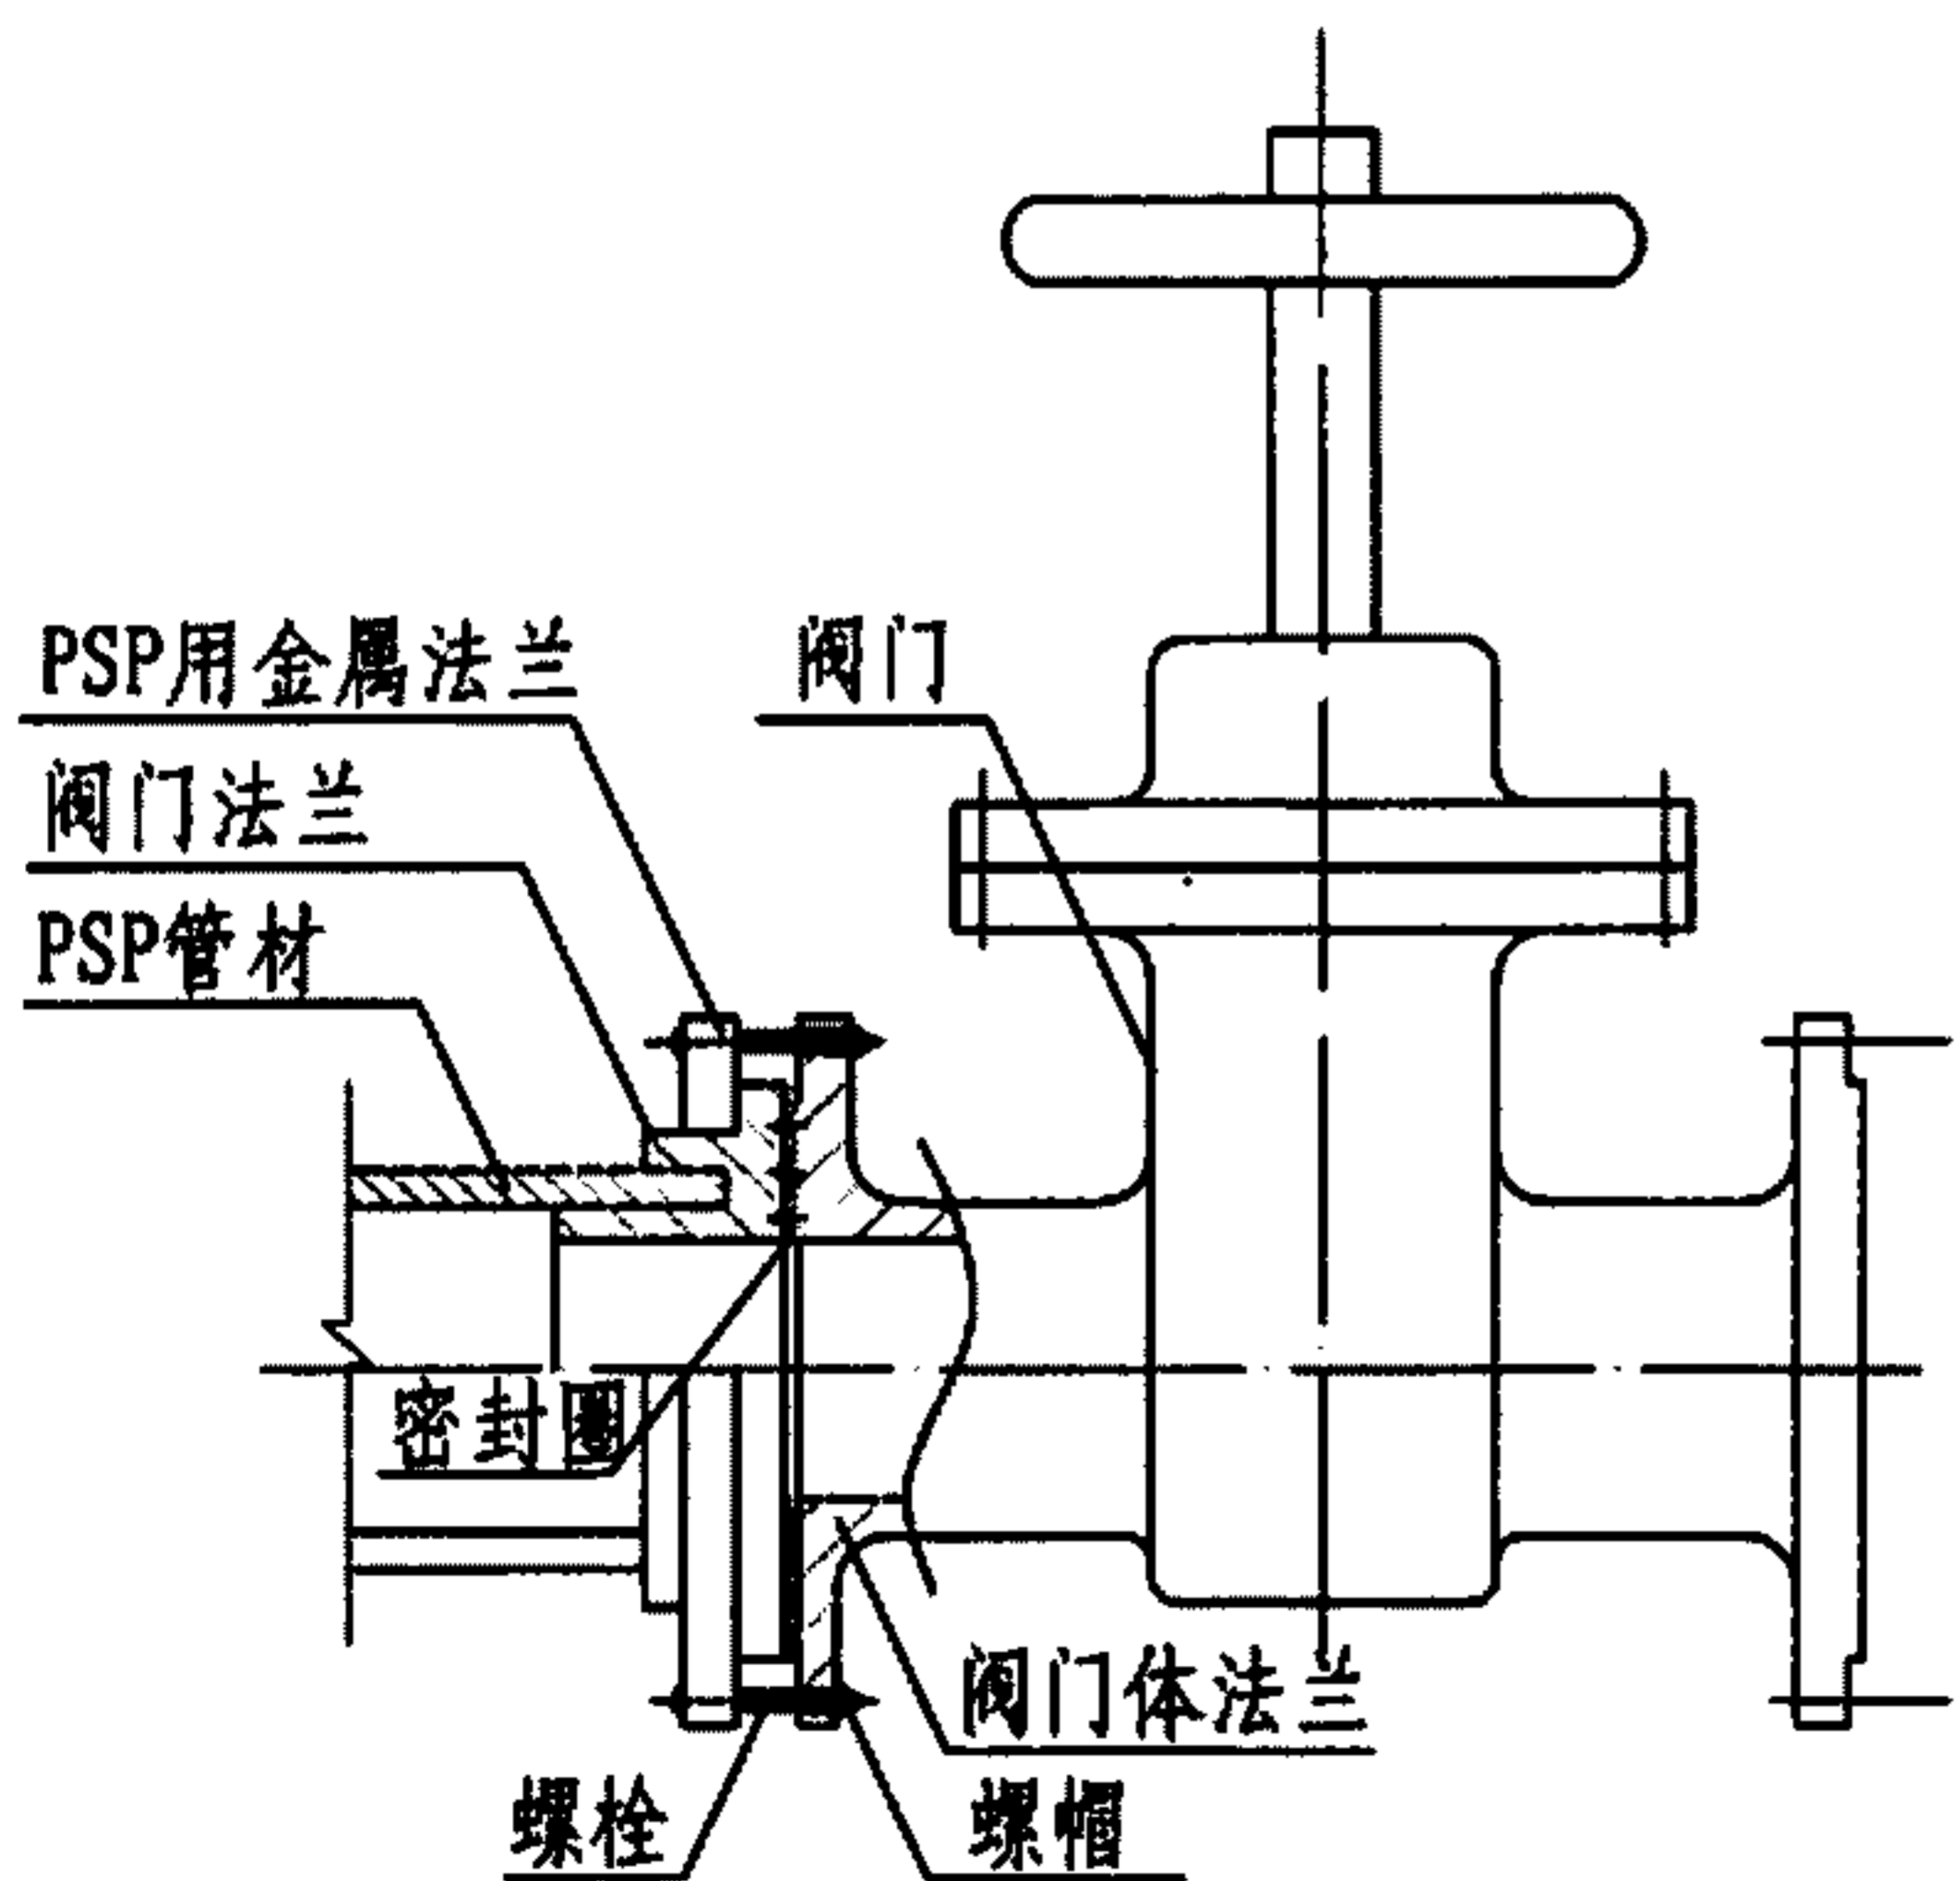 PSP用金属法兰
阀门
阀门法兰
PSP管材
密封圈
阀门体法兰
螺栓
螺帽